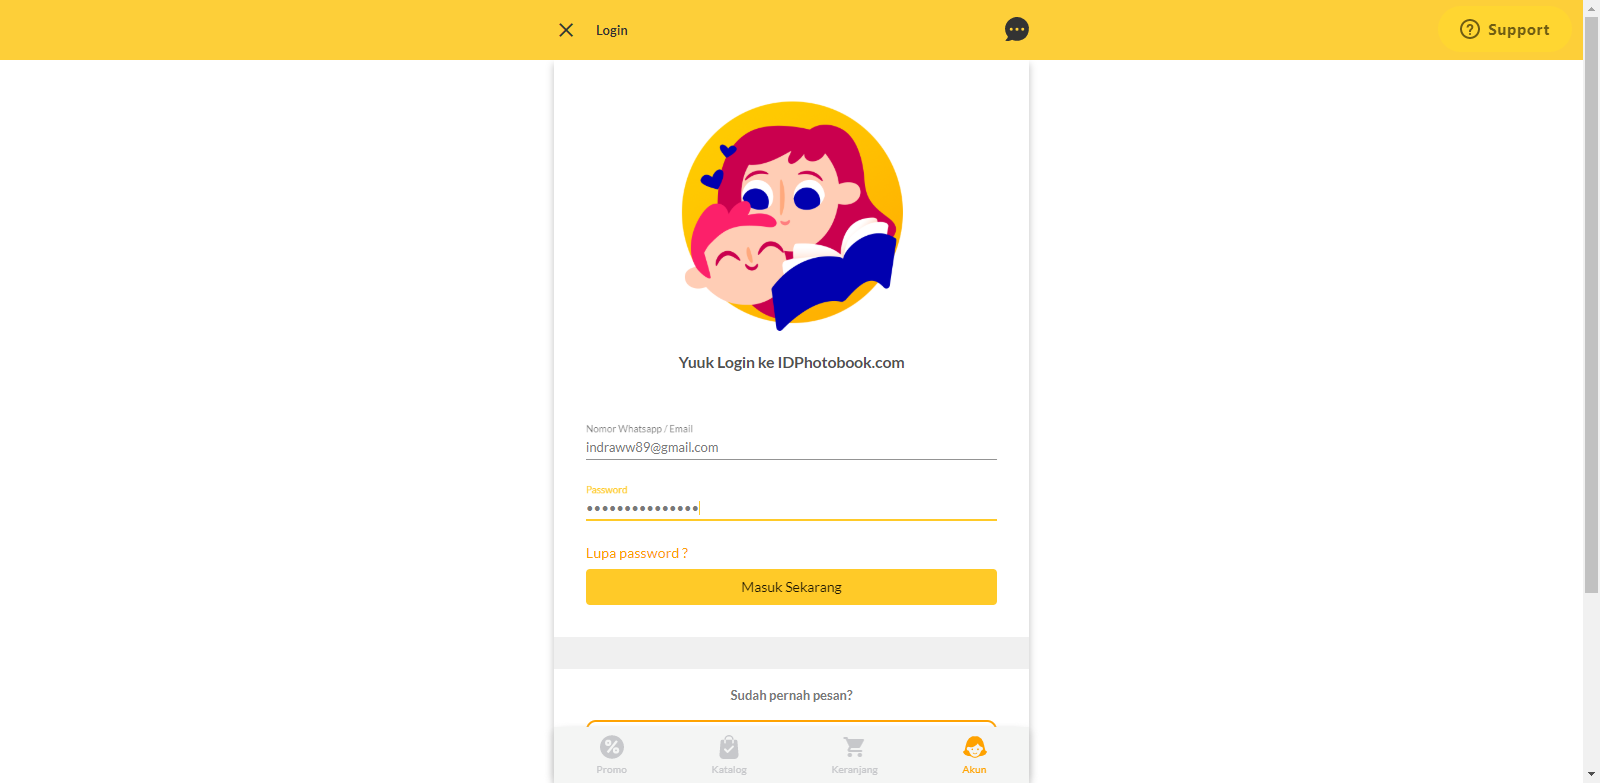 Login
Support
Yuuk Login ke IDPhotobook.com
Nomor Whatsapp / Email
indraww89@gmail.com
Password
•••••••••••••••
Lupa password ?
Masuk Sekarang
Sudah pernah pesan?
Promo
Katalog
Keranjang
Akun